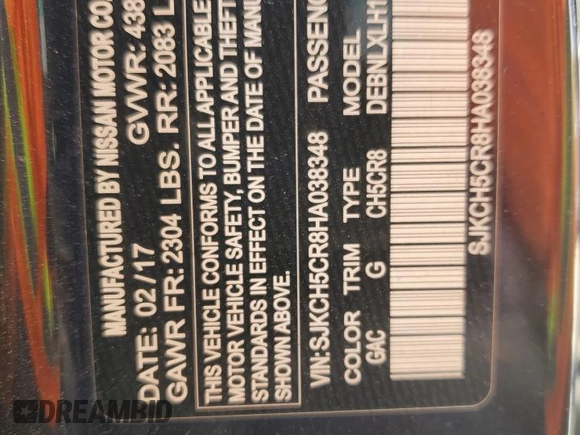 MANUFACTURED BY NISSAN MOTOR CO.
DATE: 02/17 GVWR: 438
GAWR FR: 2304 LBS. RR: 2083 L
THIS VEHICLE CONFORMS TO ALL APPLICABLE
MOTOR VEHICLE SAFETY, BUMPER AND THEFT
STANDARDS IN EFFECT ON THE DATE OF MANU
SHOWN ABOVE.
VIN:SJKCH5CR8HA038348 PASSENG
COLOR TRIM TYPE MODEL
GAC G CH5CR8 DEBNLXLH1
SJKCH5CR8HA038348
DREAMBID